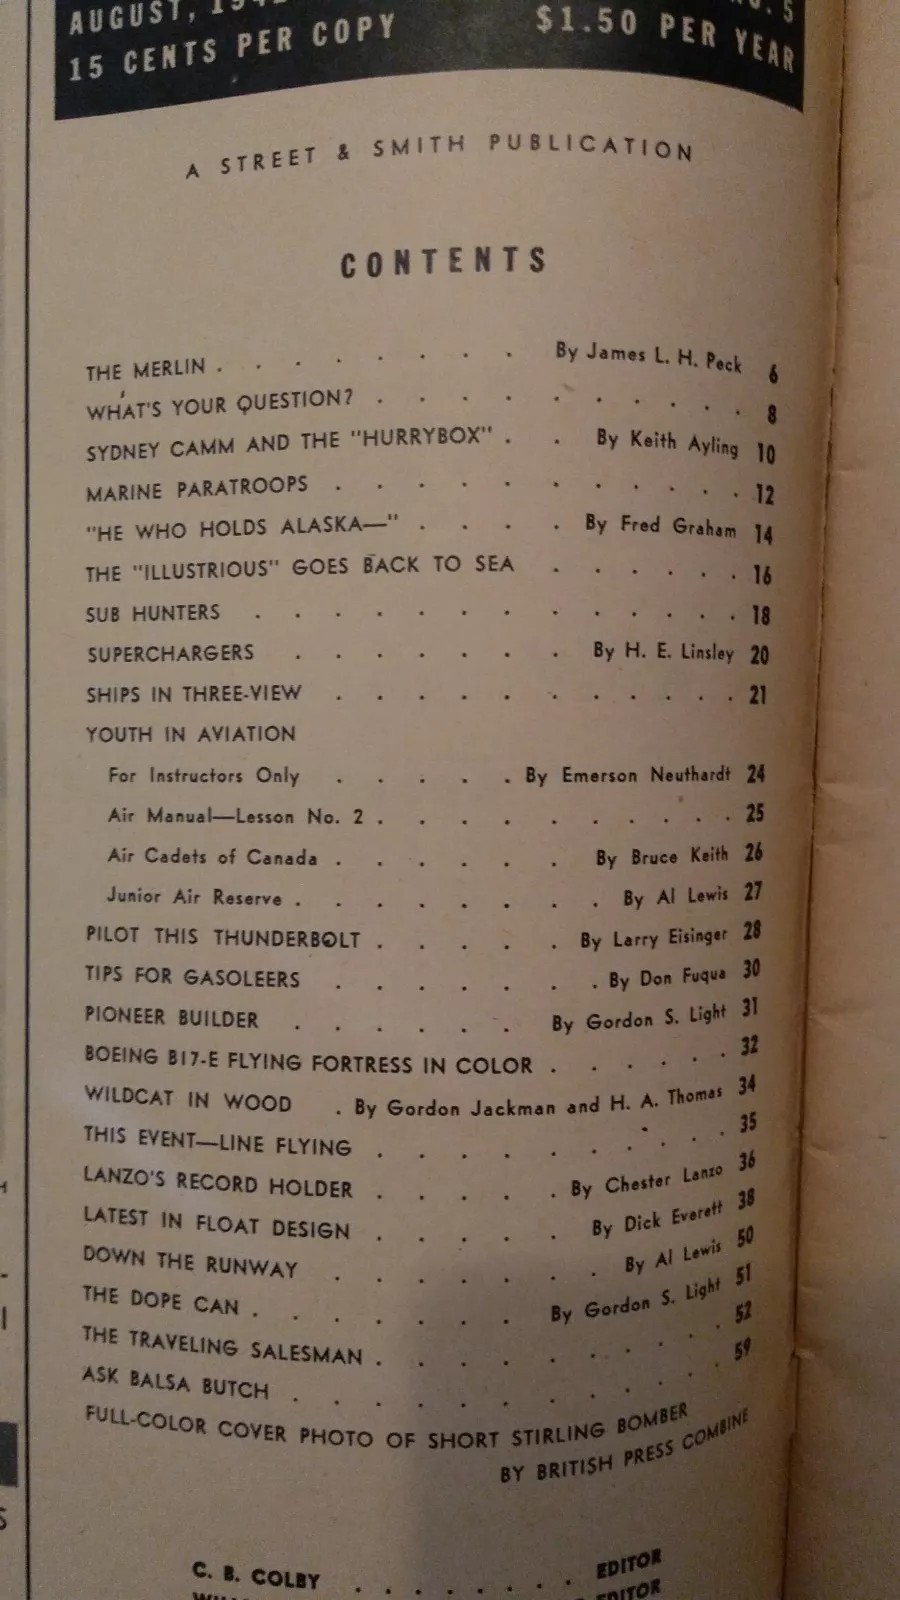 AUGUST,
NO. 5
15 CENTS PER COPY
$1.50 PER YEAR
A STREET & SMITH PUBLICATION
CONTENTS
THE MERLIN . . . . . . . . By James L. H. Peck 6
WHAT'S YOUR QUESTION? . . . . . . . . . 8
SYDNEY CAMM AND THE "HURRYBOX" . . By Keith Ayling 10
MARINE PARATROOPS . . . . . . . . . . 12
"HE WHO HOLDS ALASKA—" . . . . By Fred Graham 14
THE "ILLUSTRIOUS" GOES BACK TO SEA . . . . . 16
SUB HUNTERS . . . . . . . . . . . . 18
SUPERCHARGERS . . . . . . . By H. E. Linsley 20
SHIPS IN THREE-VIEW . . . . . . . . . . 21
YOUTH IN AVIATION
For Instructors Only . . . . . By Emerson Neuthardt 24
Air Manual—Lesson No. 2 . . . . . . . . . 25
Air Cadets of Canada . . . . . . By Bruce Keith 26
Junior Air Reserve . . . . . . . . By Al Lewis 27
PILOT THIS THUNDERBOLT . . . . . By Larry Eisinger 28
TIPS FOR GASOLEERS . . . . . . . By Don Fuqua 30
PIONEER BUILDER . . . . . . By Gordon S. Light 31
BOEING B17-E FLYING FORTRESS IN COLOR . . . . . 32
WILDCAT IN WOOD . By Gordon Jackman and H. A. Thomas 34
THIS EVENT—LINE FLYING . . . . . . . . . 35
LANZO'S RECORD HOLDER . . . . . By Chester Lanzo 36
LATEST IN FLOAT DESIGN . . . . . By Dick Everett 38
DOWN THE RUNWAY . . . . . . . By Al Lewis 50
THE DOPE CAN . . . . . . . By Gordon S. Light 51
THE TRAVELING SALESMAN . . . . . . . . . 52
ASK BALSA BUTCH . . . . . . . . . . . 59
FULL-COLOR COVER PHOTO OF SHORT STIRLING BOMBER
BY BRITISH PRESS COMBINE
C. B. COLBY . . . . . . . . EDITOR
EDITOR